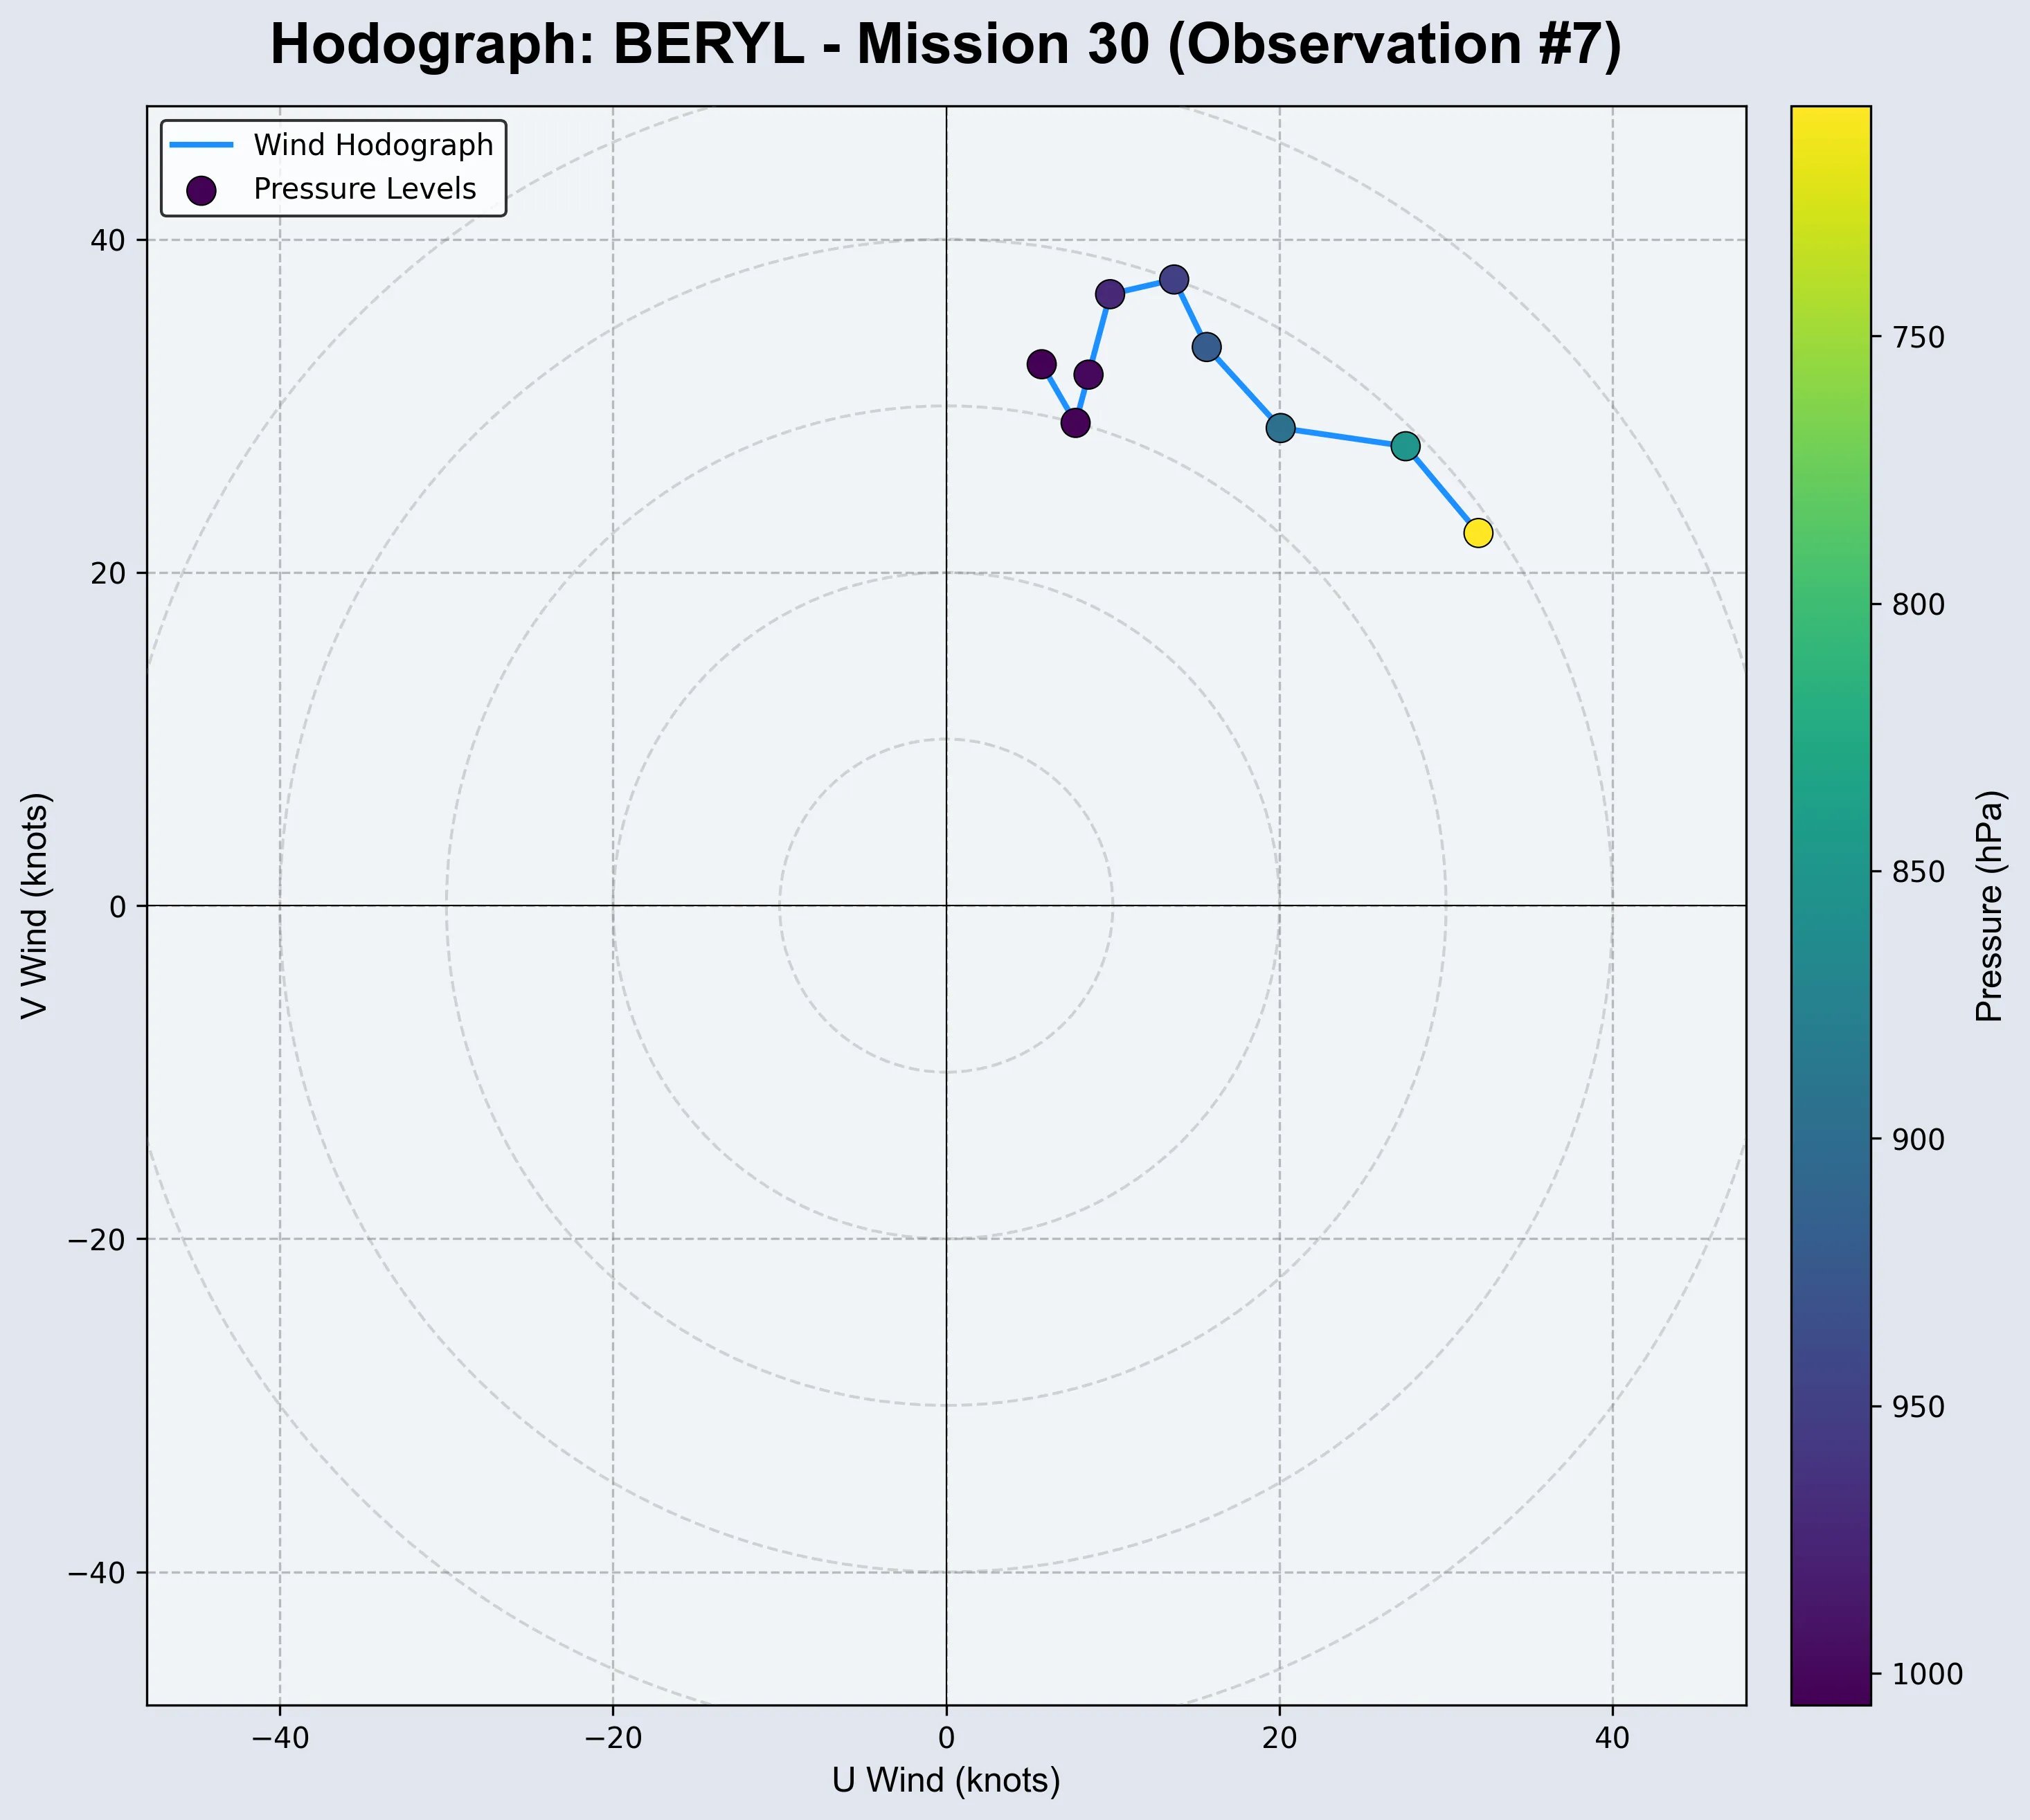 Hodograph: BERYL - Mission 30 (Observation #7)
Wind Hodograph
Pressure Levels
40
20
0
−20
−40
V Wind (knots)
−40
−20
0
20
40
U Wind (knots)
750
800
850
900
950
1000
Pressure (hPa)